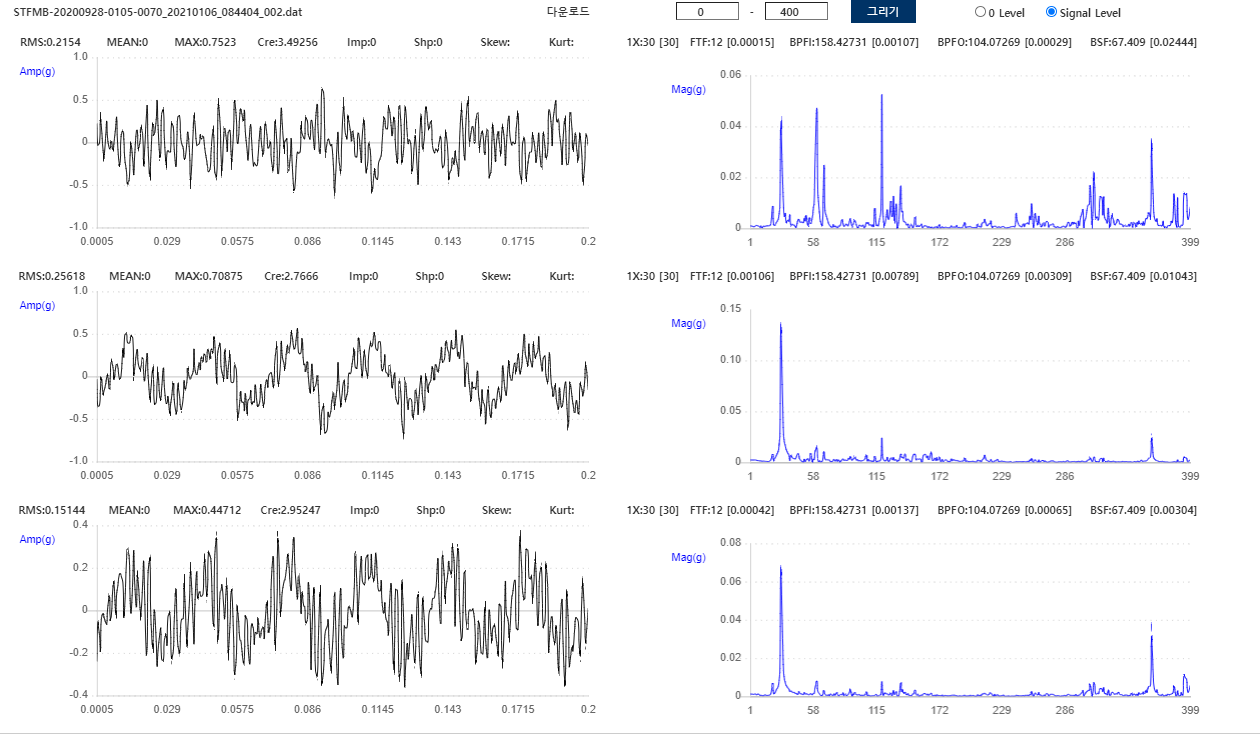 STFMB-20200928-0105-0070_20210106_084404_002.dat 다운로드 0 - 400 그리기 0 Level Signal Level
RMS:0.2154 MEAN:0 MAX:0.7523 Cre:3.49256 Imp:0 Shp:0 Skew: Kurt:
Amp(g)
1.0
0.5
0
-0.5
-1.0
0.0005 0.029 0.0575 0.086 0.1145 0.143 0.1715 0.2
1X:30 [30] FTF:12 [0.00015] BPFI:158.42731 [0.00107] BPFO:104.07269 [0.00029] BSF:67.409 [0.02444]
Mag(g)
0.06
0.04
0.02
0
1 58 115 172 229 286 399
RMS:0.25618 MEAN:0 MAX:0.70875 Cre:2.7666 Imp:0 Shp:0 Skew: Kurt:
Amp(g)
1.0
0.5
0
-0.5
-1.0
0.0005 0.029 0.0575 0.086 0.1145 0.143 0.1715 0.2
1X:30 [30] FTF:12 [0.00106] BPFI:158.42731 [0.00789] BPFO:104.07269 [0.00309] BSF:67.409 [0.01043]
Mag(g)
0.15
0.10
0.05
0
1 58 115 172 229 286 399
RMS:0.15144 MEAN:0 MAX:0.44712 Cre:2.95247 Imp:0 Shp:0 Skew: Kurt:
Amp(g)
0.4
0.2
0
-0.2
-0.4
0.0005 0.029 0.0575 0.086 0.1145 0.143 0.1715 0.2
1X:30 [30] FTF:12 [0.00042] BPFI:158.42731 [0.00137] BPFO:104.07269 [0.00065] BSF:67.409 [0.00304]
Mag(g)
0.08
0.06
0.04
0.02
0
1 58 115 172 229 286 399